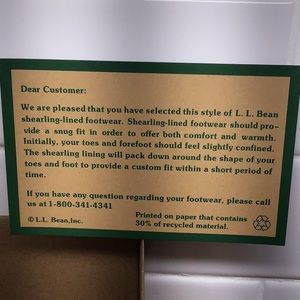 Dear Customer:
We are pleased that you have selected this style of L. L. Bean
shearling-lined footwear. Shearling-lined footwear should pro-
vide a snug fit in order to offer both comfort and warmth.
Initially, your toes and forefoot should feel slightly confined.
The shearling lining will pack down around the shape of your
toes and foot to provide a custom fit within a short period of
time.
If you have any question regarding your footwear, please call
us at 1-800-341-4341
© L.L. Bean, Inc.
Printed on paper that contains
30% of recycled material.